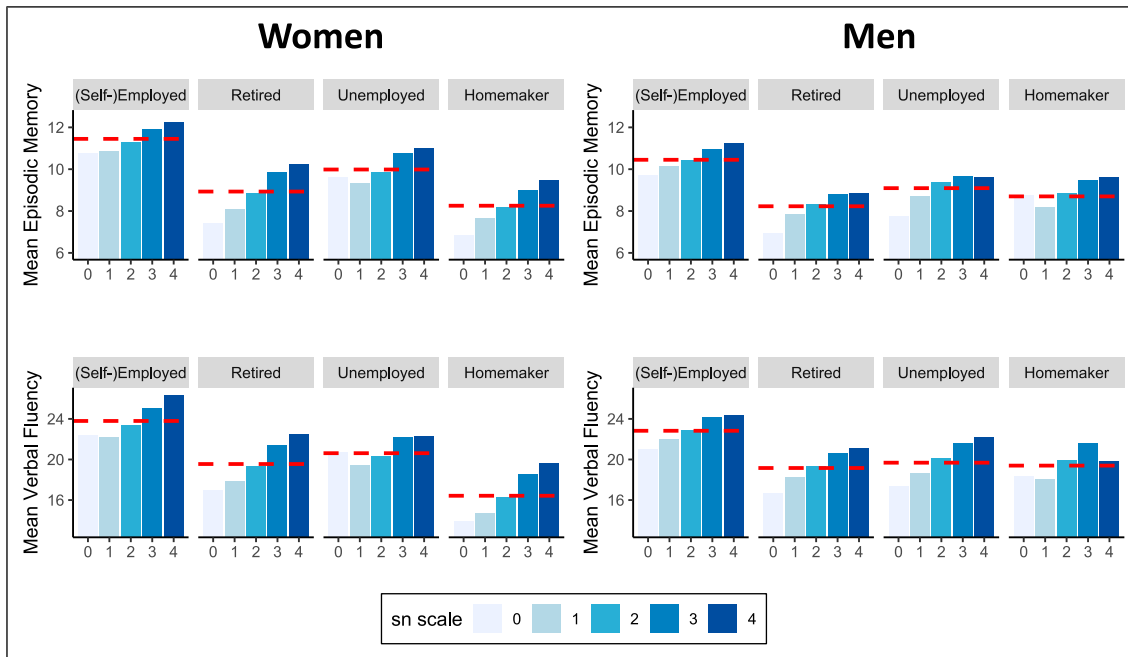 Women Men
(Self-)Employed Retired Unemployed Homemaker (Self-)Employed Retired Unemployed Homemaker
Mean Episodic Memory
12
10
8
6
0 1 2 3 4 0 1 2 3 4 0 1 2 3 4 0 1 2 3 4
Mean Episodic Memory
12
10
8
6
0 1 2 3 4 0 1 2 3 4 0 1 2 3 4 0 1 2 3 4
(Self-)Employed Retired Unemployed Homemaker (Self-)Employed Retired Unemployed Homemaker
Mean Verbal Fluency
24
20
16
0 1 2 3 4 0 1 2 3 4 0 1 2 3 4 0 1 2 3 4
Mean Verbal Fluency
24
20
16
0 1 2 3 4 0 1 2 3 4 0 1 2 3 4 0 1 2 3 4
sn scale 0 1 2 3 4